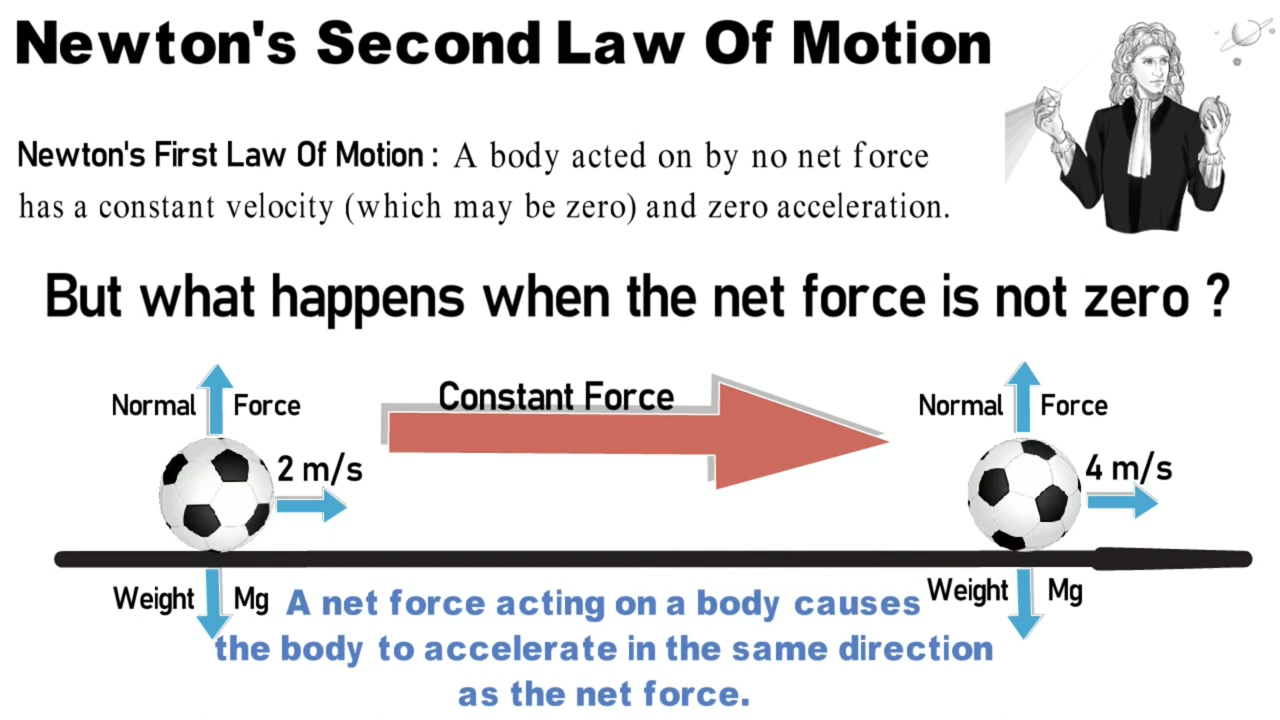 Newton's Second Law Of Motion
Newton's First Law Of Motion : A body acted on by no net force
has a constant velocity (which may be zero) and zero acceleration.
But what happens when the net force is not zero ?
Constant Force
Normal Force
Normal Force
2 m/s
4 m/s
Weight Mg
Weight Mg
A net force acting on a body causes
the body to accelerate in the same direction
as the net force.